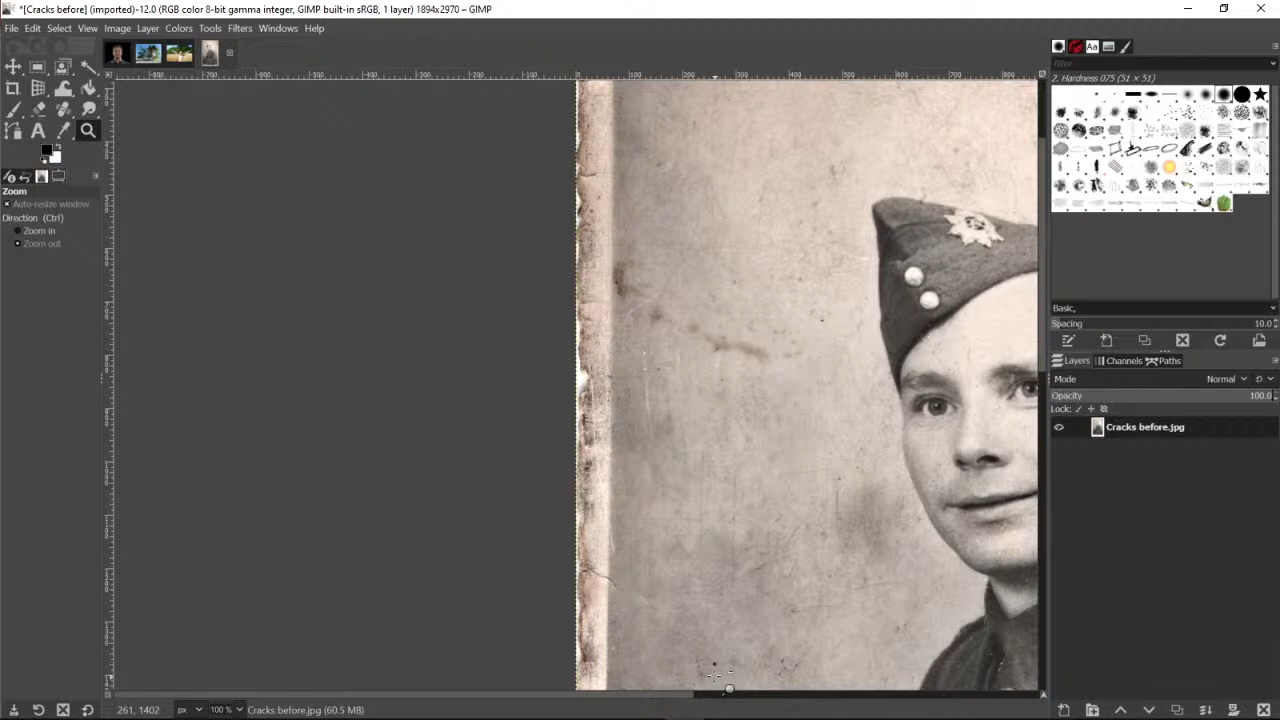 *[Cracks before] (imported)-12.0 (RGB color 8-bit gamma integer, GIMP built-in sRGB, 1 layer) 1894x2970 – GIMP
File Edit Select View Image Layer Colors Tools Filters Windows Help
Filter
2. Hardness 075 (51 × 51)
Zoom
Auto-resize window
Direction (Ctrl)
Zoom in
Zoom out
Basic,
Spacing 10.0
Layers Channels Paths
Mode Normal
Opacity 100.0
Lock:
Cracks before.jpg
261, 1402 px 100 % Cracks before.jpg (60.5 MB)